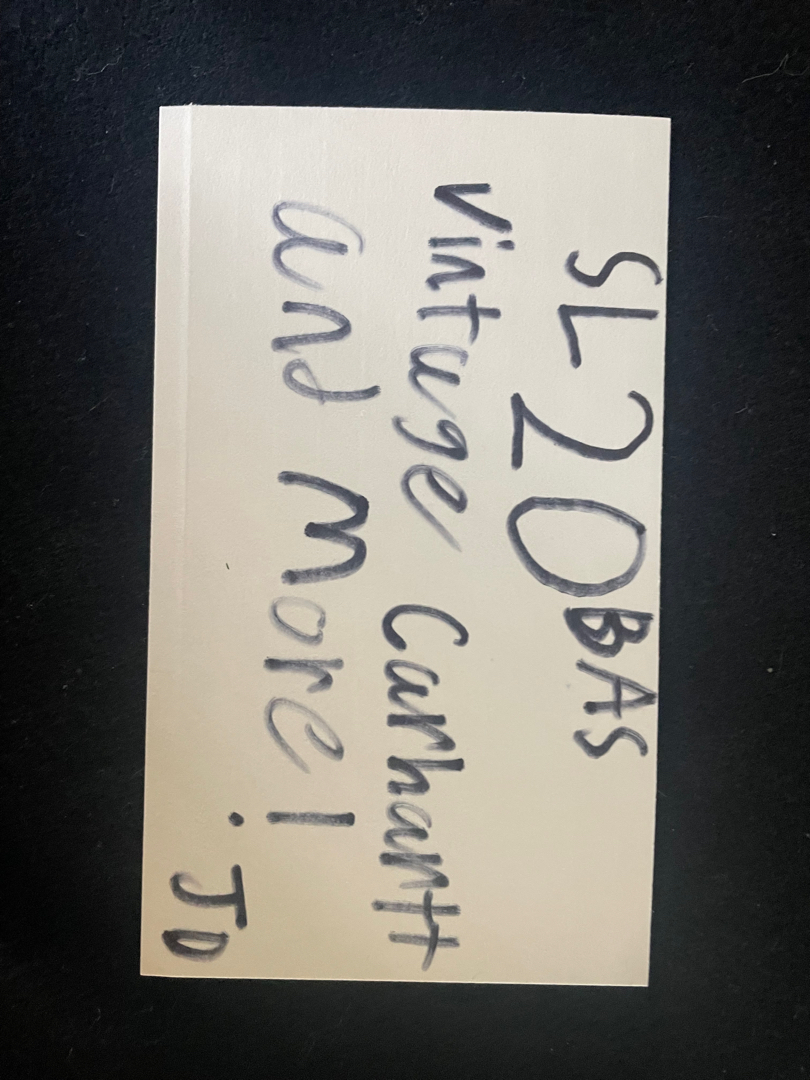 SL20BAS
Vintage Carhartt
and More!
JD